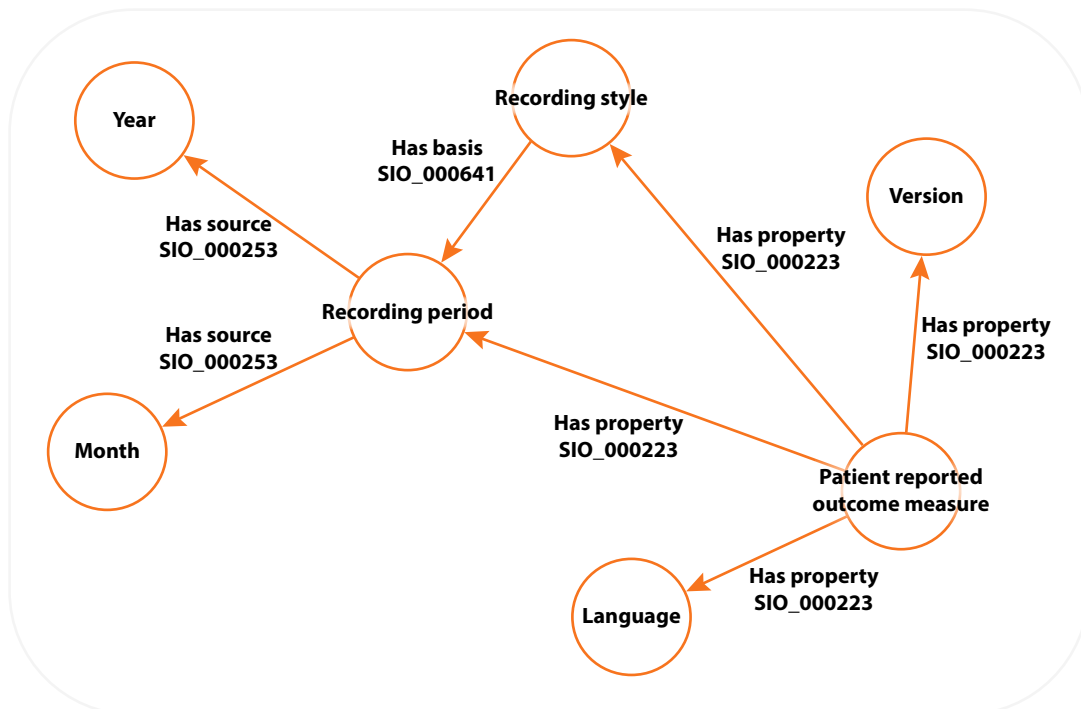 Recording style
Year
Has basis
SIO_000641
Version
Has source
SIO_000253
Has property
SIO_000223
Recording period
Has property
SIO_000223
Has source
SIO_000253
Has property
SIO_000223
Month
Patient reported
outcome measure
Has property
SIO_000223
Language